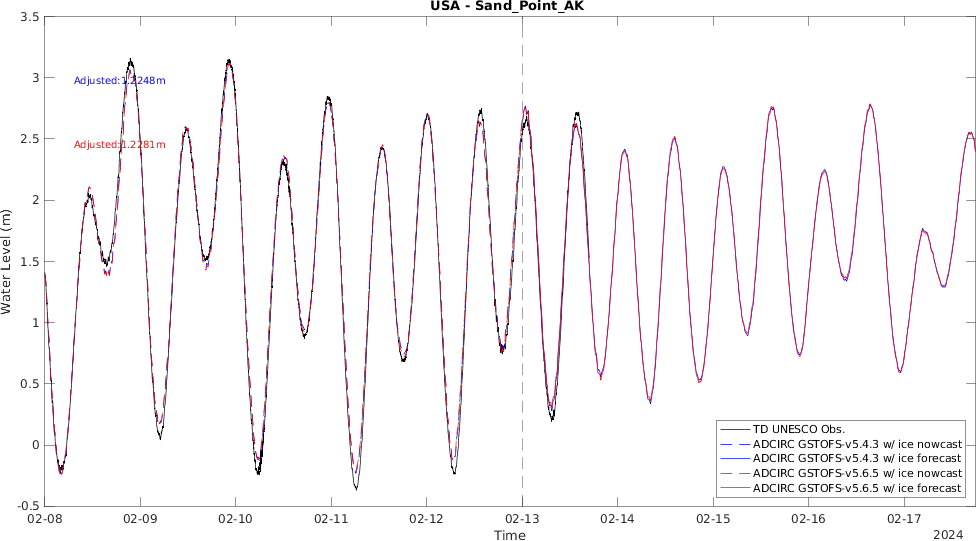 USA - Sand_Point_AK
3.5
3
2.5
2
1.5
1
0.5
0
-0.5
Water Level (m)
Adjusted:1.2248m
Adjusted:1.2281m
TD UNESCO Obs.
ADCIRC GSTOFS-v5.4.3 w/ ice nowcast
ADCIRC GSTOFS-v5.4.3 w/ ice forecast
ADCIRC GSTOFS-v5.6.5 w/ ice nowcast
ADCIRC GSTOFS-v5.6.5 w/ ice forecast
02-08 02-09 02-10 02-11 02-12 02-13 02-14 02-15 02-16 02-17
Time
2024